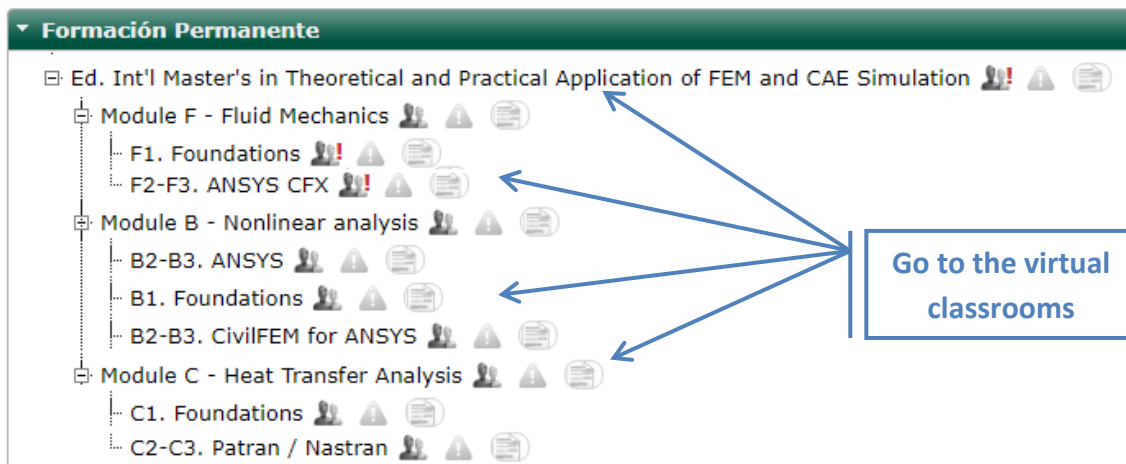 Formación Permanente
Ed. Int'l Master's in Theoretical and Practical Application of FEM and CAE Simulation
Module F - Fluid Mechanics
F1. Foundations
F2-F3. ANSYS CFX
Module B - Nonlinear analysis
B2-B3. ANSYS
B1. Foundations
B2-B3. CivilFEM for ANSYS
Module C - Heat Transfer Analysis
C1. Foundations
C2-C3. Patran / Nastran
Go to the virtual
classrooms